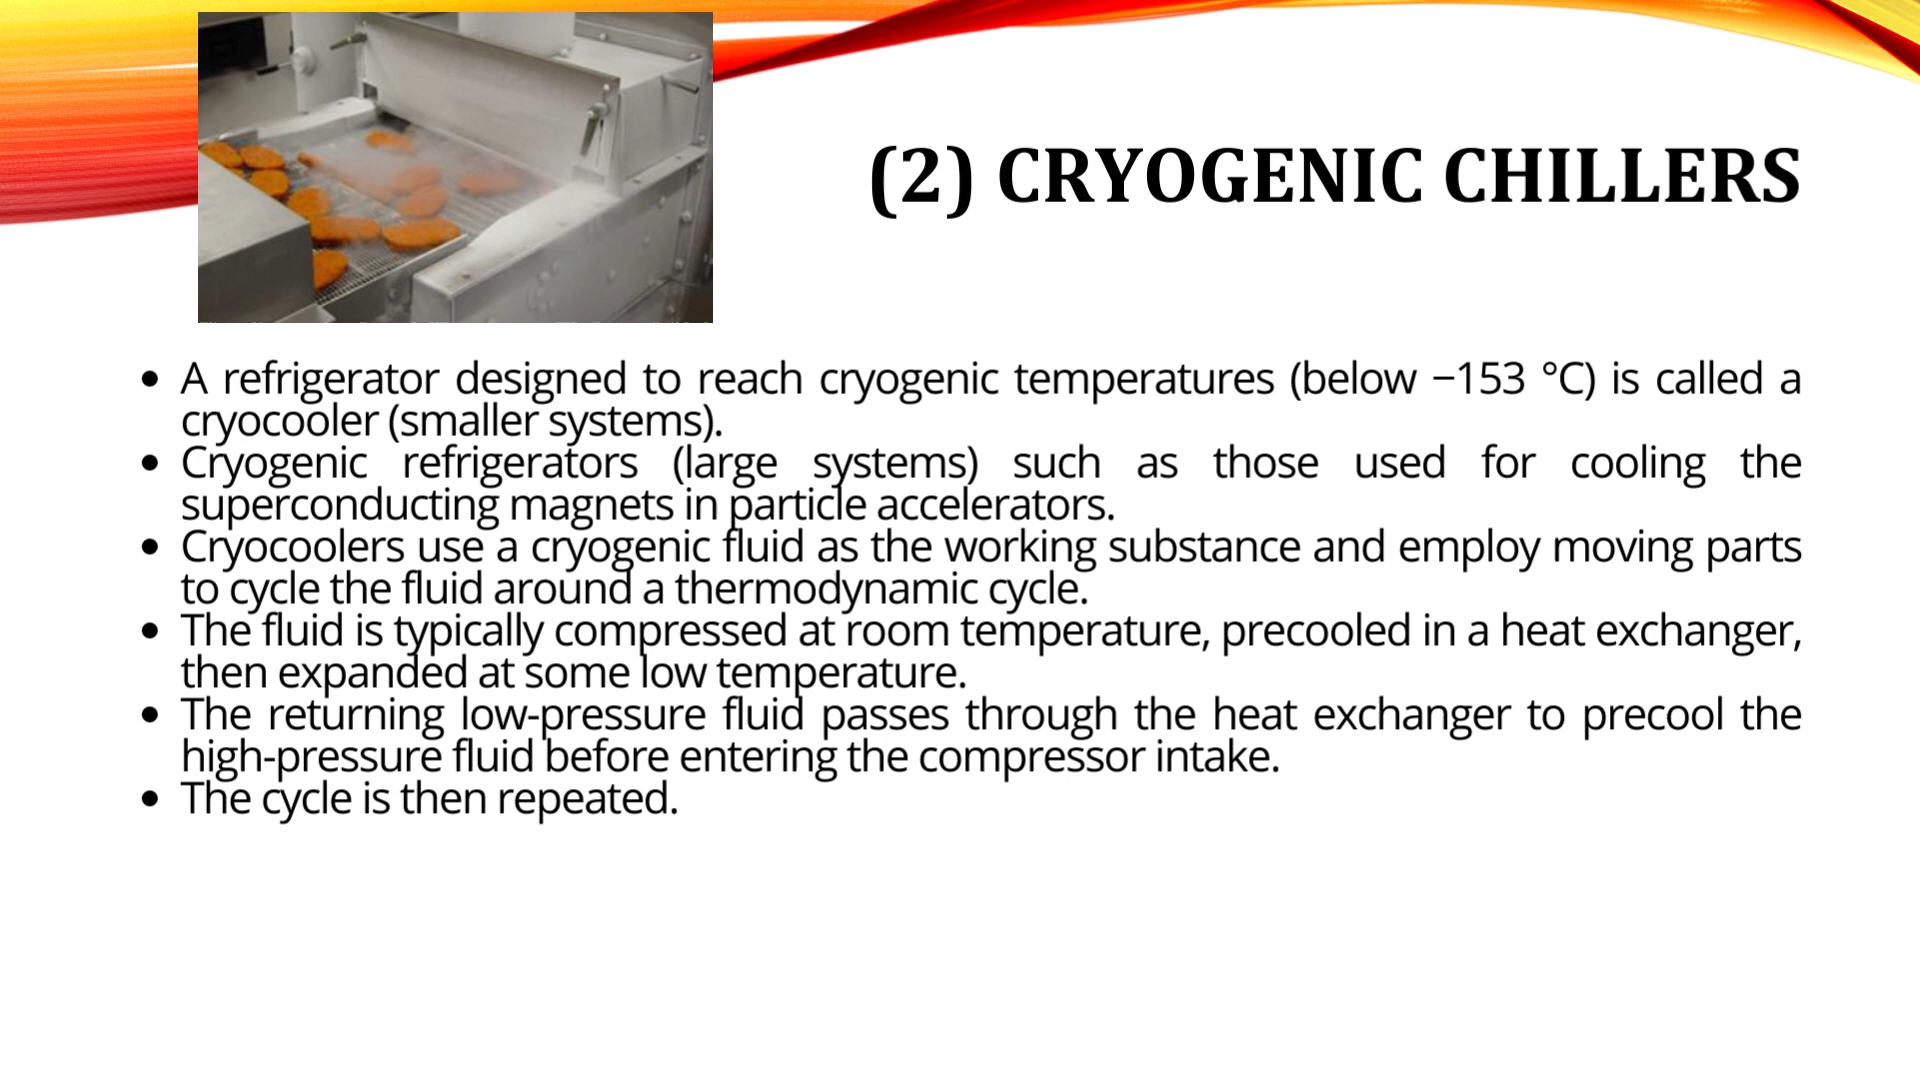 (2) CRYOGENIC CHILLERS
• A refrigerator designed to reach cryogenic temperatures (below −153 °C) is called a
cryocooler (smaller systems).
• Cryogenic refrigerators (large systems) such as those used for cooling the
superconducting magnets in particle accelerators.
• Cryocoolers use a cryogenic fluid as the working substance and employ moving parts
to cycle the fluid around a thermodynamic cycle.
• The fluid is typically compressed at room temperature, precooled in a heat exchanger,
then expanded at some low temperature.
• The returning low-pressure fluid passes through the heat exchanger to precool the
high-pressure fluid before entering the compressor intake.
• The cycle is then repeated.